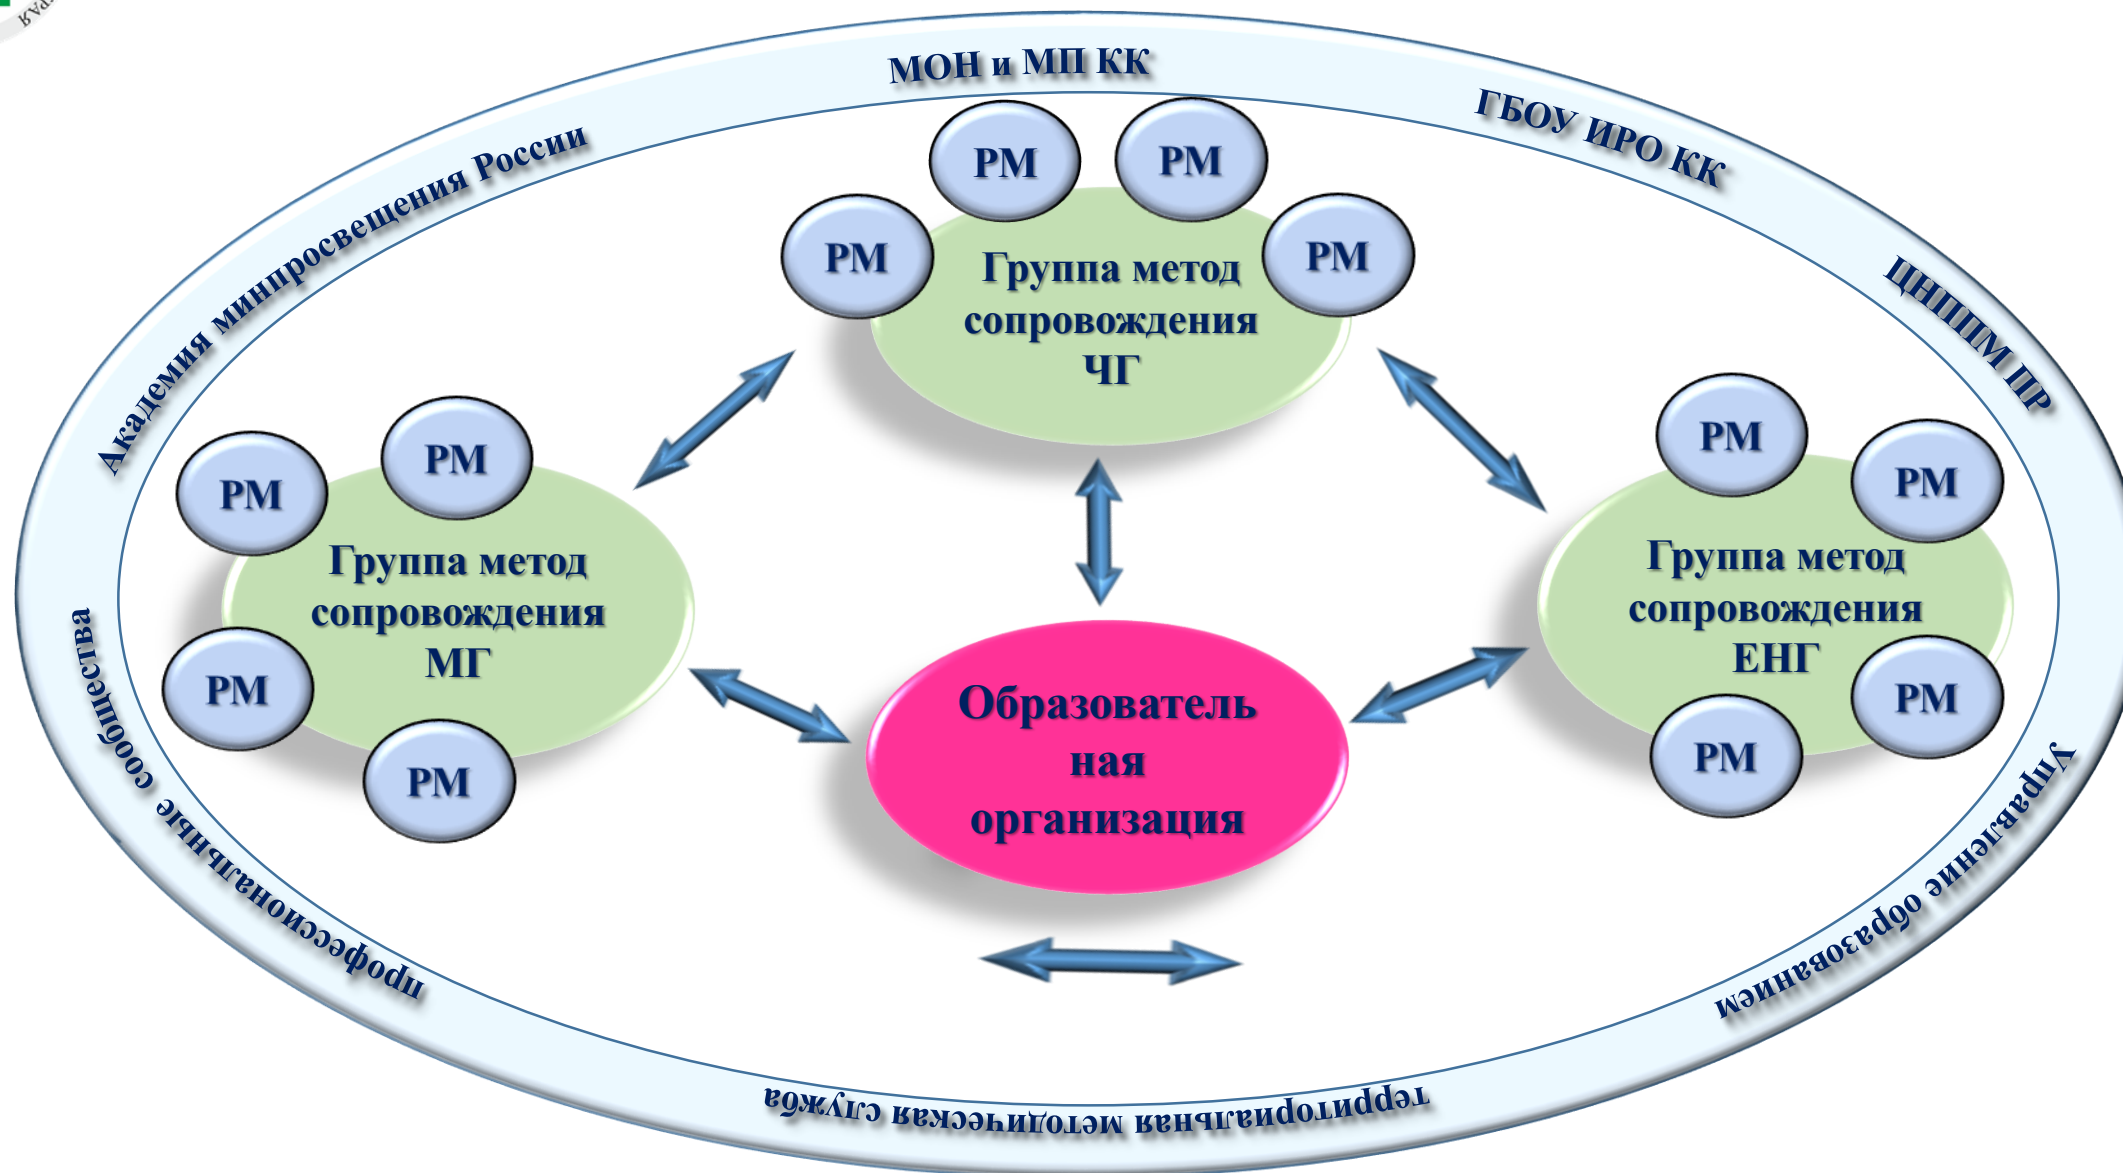 МОН и МП КК
ГБОУ ИРО КК
ЦНППМ ПР
Управление образованием
территориальная методическая служба
профессиональные сообщества
Академия минпросвещения России
РМ
РМ
РМ
РМ
Группа метод
сопровождения
ЧГ
РМ
РМ
Группа метод
сопровождения
МГ
РМ
РМ
РМ
РМ
Группа метод
сопровождения
ЕНГ
РМ
РМ
Образователь
ная
организация